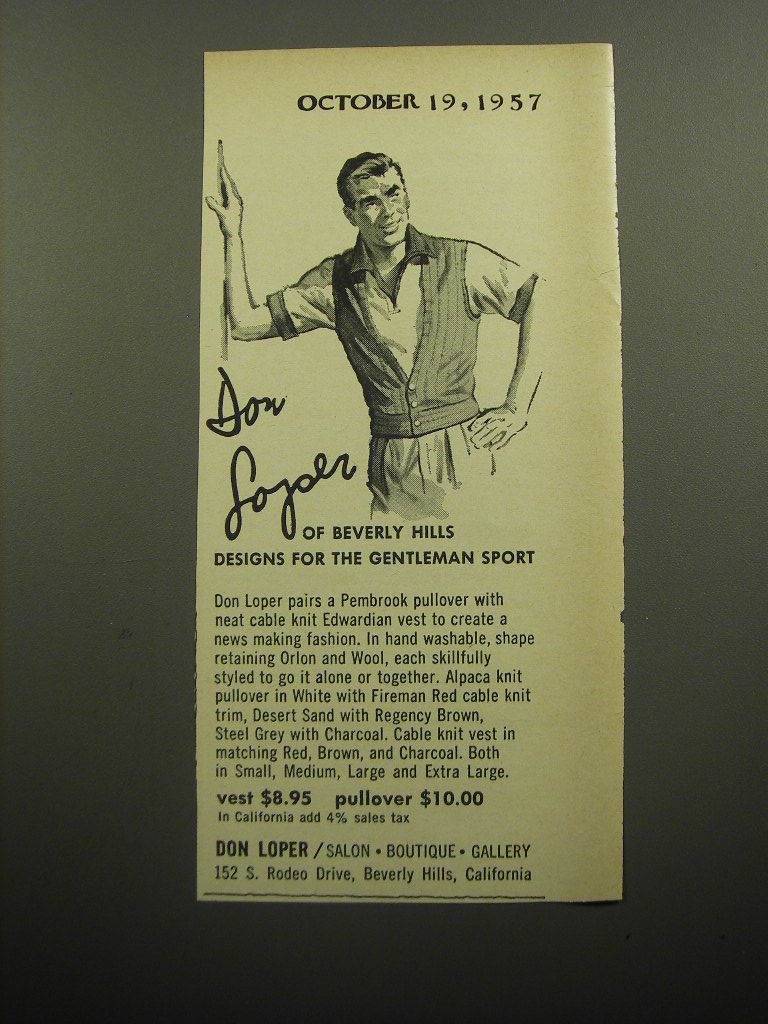 OCTOBER 19, 1957
Don
Loper
OF BEVERLY HILLS
DESIGNS FOR THE GENTLEMAN SPORT
Don Loper pairs a Pembrook pullover with
neat cable knit Edwardian vest to create a
news making fashion. In hand washable, shape
retaining Orlon and Wool, each skillfully
styled to go it alone or together. Alpaca knit
pullover in White with Fireman Red cable knit
trim, Desert Sand with Regency Brown,
Steel Grey with Charcoal. Cable knit vest in
matching Red, Brown, and Charcoal. Both
in Small, Medium, Large and Extra Large.
vest $8.95 pullover $10.00
In California add 4% sales tax
DON LOPER / SALON • BOUTIQUE • GALLERY
152 S. Rodeo Drive, Beverly Hills, California